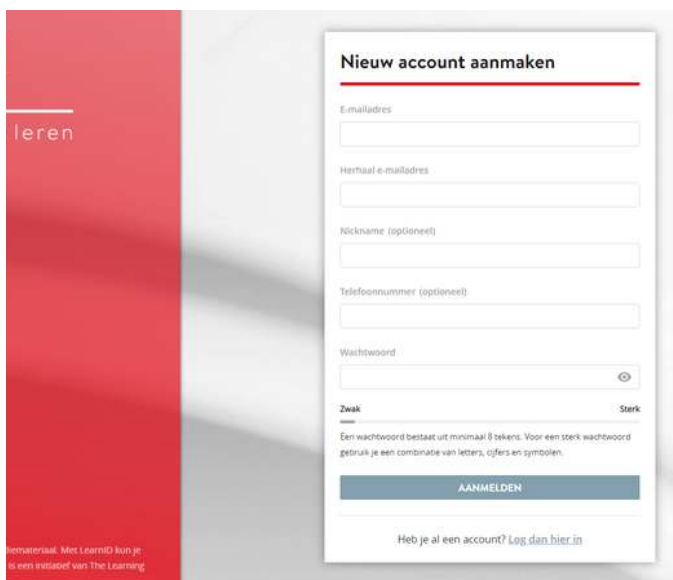 leren
diemateriaal. Met LearnID kun je
is een initiatief van The Learning
Nieuw account aanmaken
E-mailadres
Herhaal e-mailadres
Nickname (optioneel)
Telefoonnummer (optioneel)
Wachtwoord
Zwak Sterk
Een wachtwoord bestaat uit minimaal 8 tekens. Voor een sterk wachtwoord
gebruik je een combinatie van letters, cijfers en symbolen.
AANMELDEN
Heb je al een account? Log dan hier in